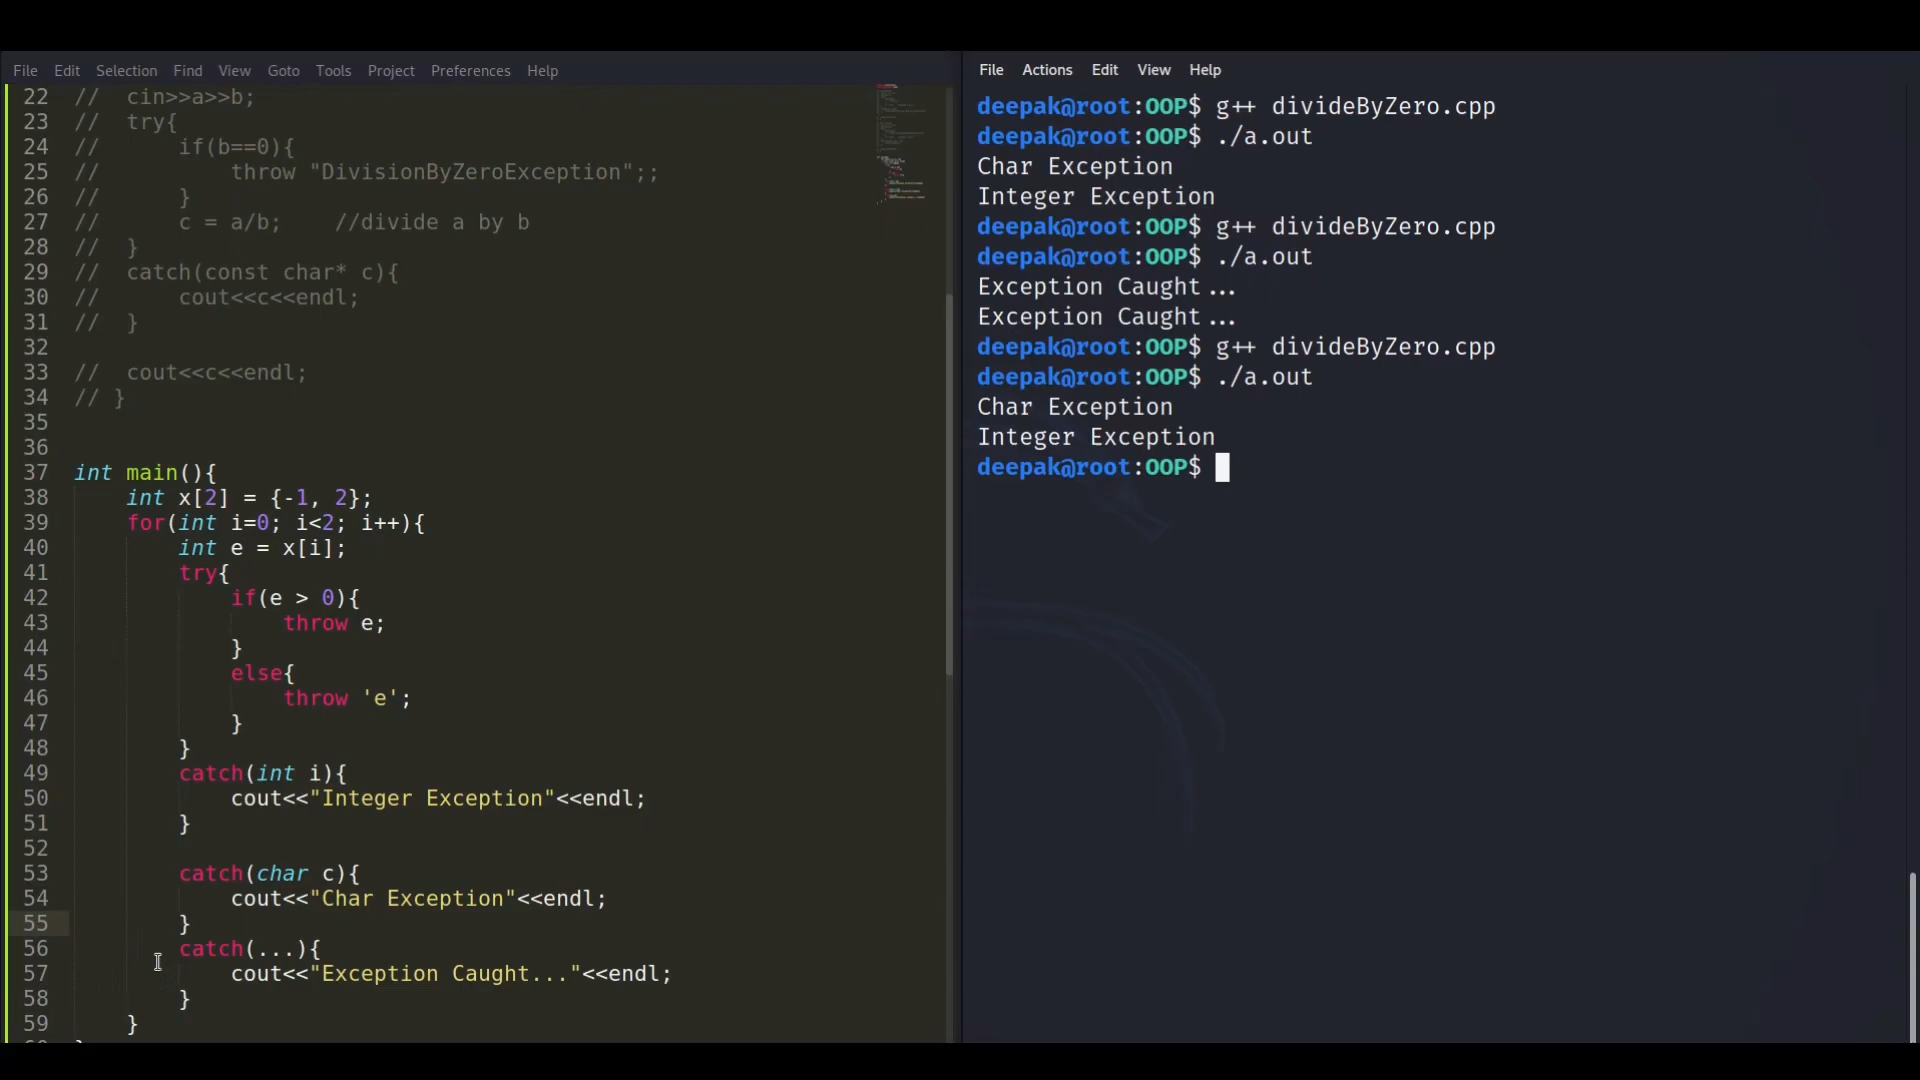 File Edit Selection Find View Goto Tools Project Preferences Help
22 //  cin>>a>>b;
23 //  try{
24 //      if(b==0){
25 //          throw "DivisionByZeroException";;
26 //      }
27 //      c = a/b;    //divide a by b
28 //  }
29 //  catch(const char* c){
30 //      cout<<c<<endl;
31 //  }
32
33 //  cout<<c<<endl;
34 // }
35
36
37 int main(){
38     int x[2] = {-1, 2};
39     for(int i=0; i<2; i++){
40         int e = x[i];
41         try{
42             if(e > 0){
43                 throw e;
44             }
45             else{
46                 throw 'e';
47             }
48         }
49         catch(int i){
50             cout<<"Integer Exception"<<endl;
51         }
52
53         catch(char c){
54             cout<<"Char Exception"<<endl;
55         }
56         catch(...){
57             cout<<"Exception Caught..."<<endl;
58         }
59     }
File Actions Edit View Help
deepak@root:OOP$ g++ divideByZero.cpp
deepak@root:OOP$ ./a.out
Char Exception
Integer Exception
deepak@root:OOP$ g++ divideByZero.cpp
deepak@root:OOP$ ./a.out
Exception Caught...
Exception Caught...
deepak@root:OOP$ g++ divideByZero.cpp
deepak@root:OOP$ ./a.out
Char Exception
Integer Exception
deepak@root:OOP$